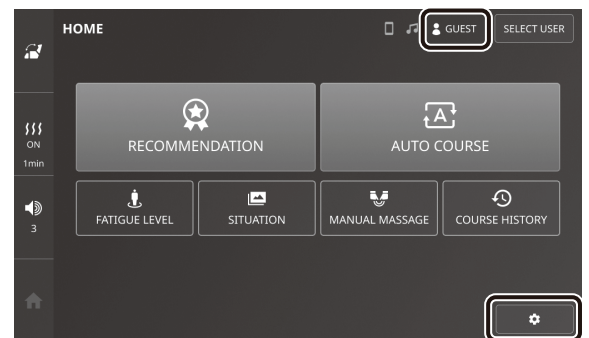 HOME
GUEST
SELECT USER
ON
1min
3
A
RECOMMENDATION
AUTO COURSE
FATIGUE LEVEL
SITUATION
MANUAL MASSAGE
COURSE HISTORY